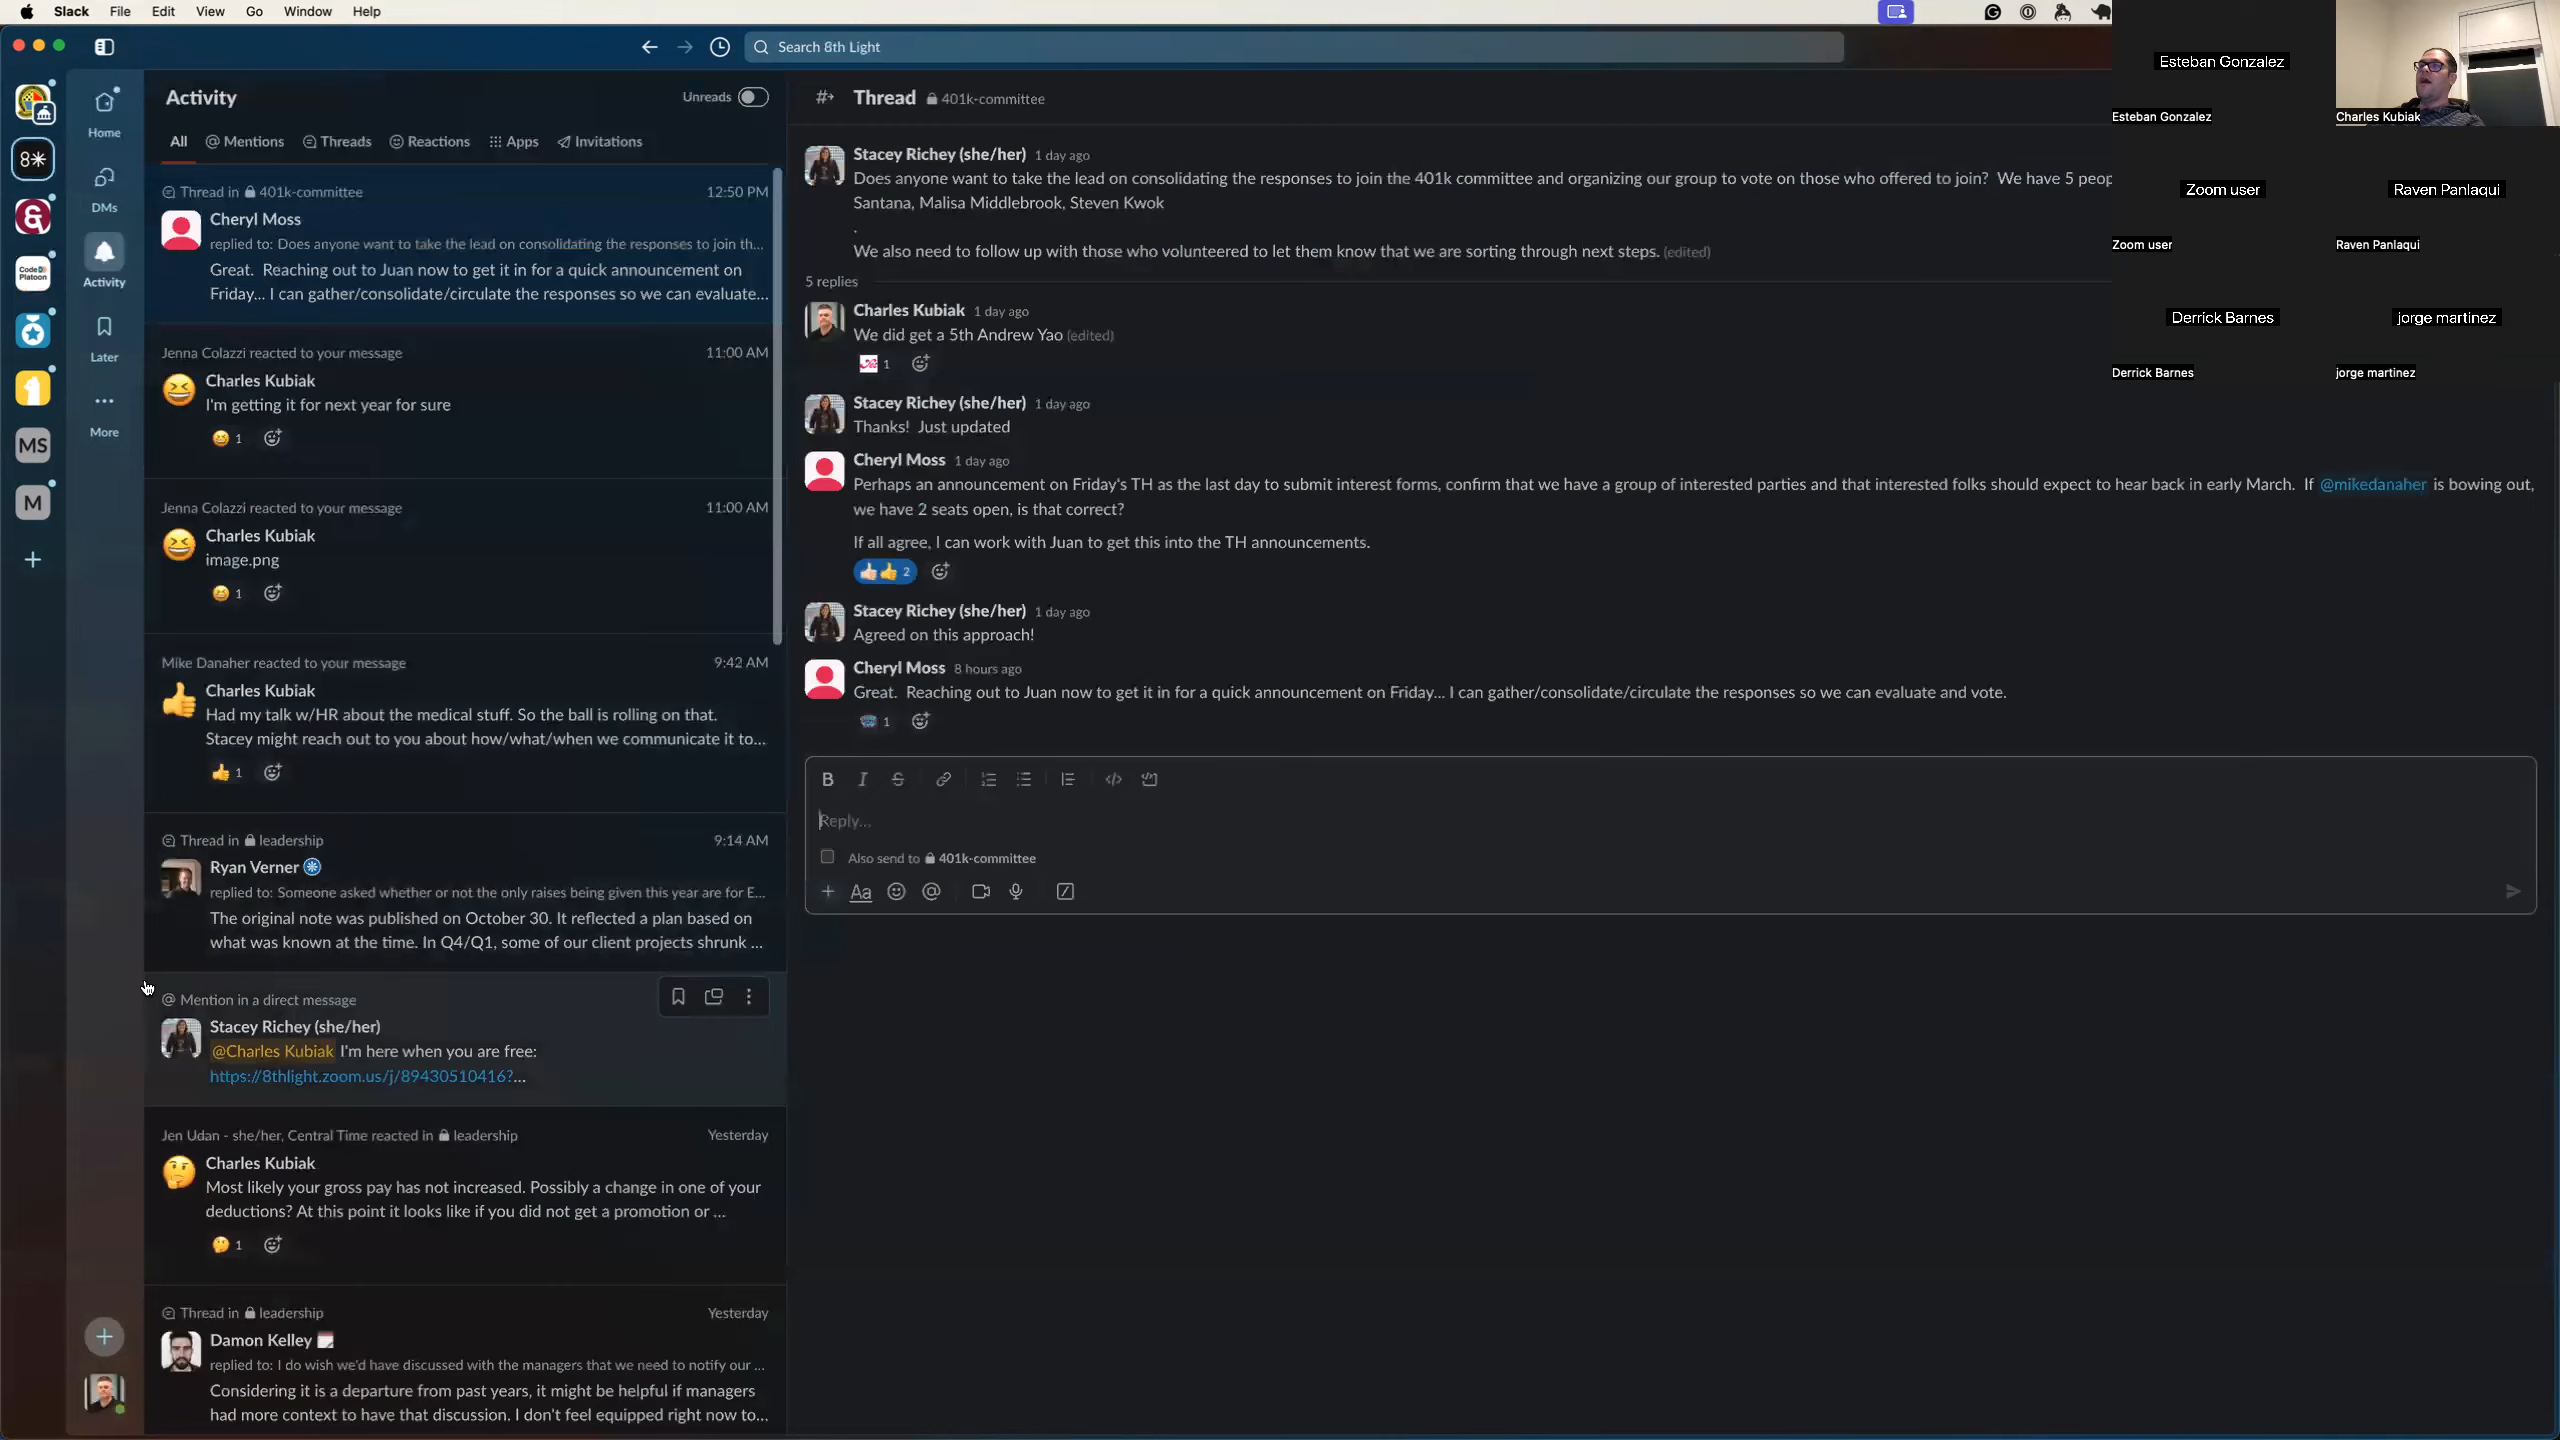 Slack File Edit View Go Window Help
Search 8th Light
8
Code Platoon
MS
M
Home
DMs
Activity
Later
More
Activity
Unreads
All Mentions Threads Reactions Apps Invitations
Thread in 401k-committee 12:50 PM
Cheryl Moss
replied to: Does anyone want to take the lead on consolidating the responses to join th...
Great. Reaching out to Juan now to get it in for a quick announcement on
Friday... I can gather/consolidate/circulate the responses so we can evaluate...
Jenna Colazzi reacted to your message 11:00 AM
Charles Kubiak
I'm getting it for next year for sure
1
Jenna Colazzi reacted to your message 11:00 AM
Charles Kubiak
image.png
1
Mike Danaher reacted to your message 9:42 AM
Charles Kubiak
Had my talk w/HR about the medical stuff. So the ball is rolling on that.
Stacey might reach out to you about how/what/when we communicate it to...
1
Thread in leadership 9:14 AM
Ryan Verner
replied to: Someone asked whether or not the only raises being given this year are for E...
The original note was published on October 30. It reflected a plan based on
what was known at the time. In Q4/Q1, some of our client projects shrunk ...
@ Mention in a direct message
Stacey Richey (she/her)
@Charles Kubiak I'm here when you are free:
https://8thlight.zoom.us/j/89430510416?...
Jen Udan - she/her, Central Time reacted in leadership Yesterday
Charles Kubiak
Most likely your gross pay has not increased. Possibly a change in one of your
deductions? At this point it looks like if you did not get a promotion or ...
1
Thread in leadership Yesterday
Damon Kelley
replied to: I do wish we'd have discussed with the managers that we need to notify our ...
Considering it is a departure from past years, it might be helpful if managers
had more context to have that discussion. I don't feel equipped right now to...
Thread 401k-committee
Stacey Richey (she/her) 1 day ago
Does anyone want to take the lead on consolidating the responses to join the 401k committee and organizing our group to vote on those who offered to join? We have 5 peop
Santana, Malisa Middlebrook, Steven Kwok
.
We also need to follow up with those who volunteered to let them know that we are sorting through next steps. (edited)
5 replies
Charles Kubiak 1 day ago
We did get a 5th Andrew Yao (edited)
1
Stacey Richey (she/her) 1 day ago
Thanks! Just updated
Cheryl Moss 1 day ago
Perhaps an announcement on Friday's TH as the last day to submit interest forms, confirm that we have a group of interested parties and that interested folks should expect to hear back in early March. If @mikedanaher is bowing out,
we have 2 seats open, is that correct?
If all agree, I can work with Juan to get this into the TH announcements.
2
Stacey Richey (she/her) 1 day ago
Agreed on this approach!
Cheryl Moss 8 hours ago
Great. Reaching out to Juan now to get it in for a quick announcement on Friday... I can gather/consolidate/circulate the responses so we can evaluate and vote.
1
Reply...
Also send to 401k-committee
Aa
Esteban Gonzalez
Esteban Gonzalez
Charles Kubiak
Zoom user
Raven Panlaqui
Zoom user
Raven Panlaqui
Derrick Barnes
jorge martinez
Derrick Barnes
jorge martinez